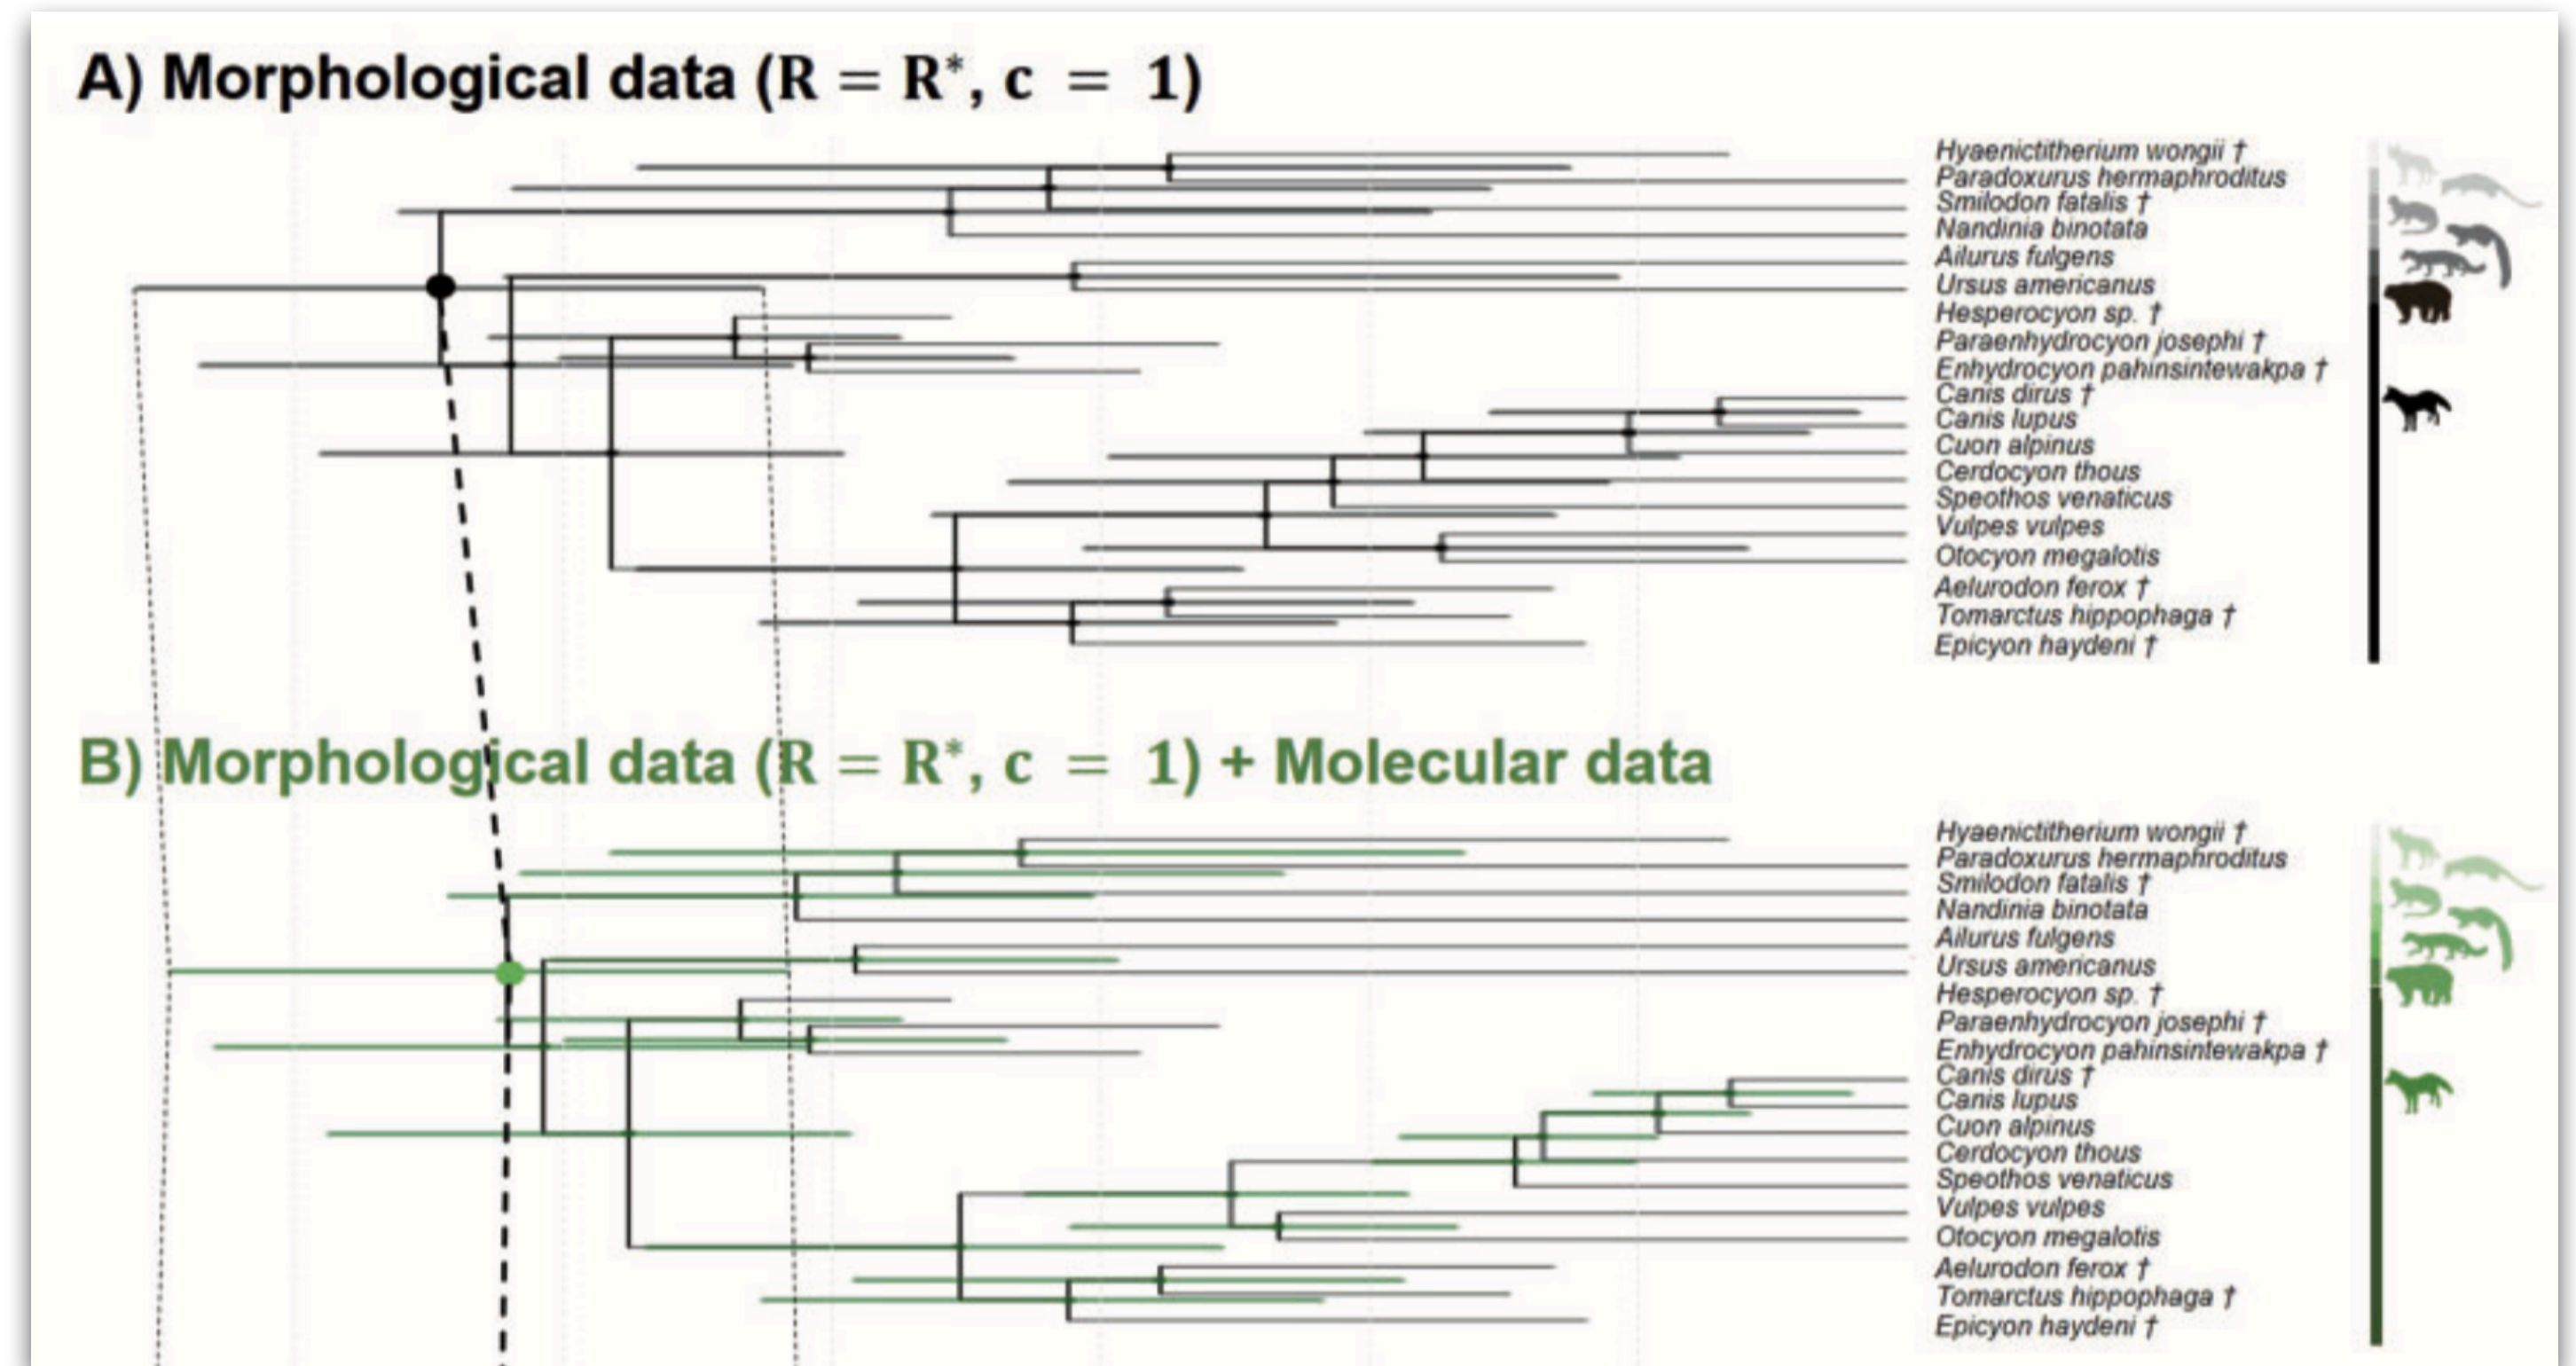 A) Morphological data (R = R*, c = 1)
Hyaenictitherium wongii †
Paradoxurus hermaphroditus
Smilodon fatalis †
Nandinia binotata
Ailurus fulgens
Ursus americanus
Hesperocyon sp. †
Paraenhydrocyon josephi †
Enhydrocyon pahinsintewakpa †
Canis dirus †
Canis lupus
Cuon alpinus
Cerdocyon thous
Speothos venaticus
Vulpes vulpes
Otocyon megalotis
Aelurodon ferox †
Tomarctus hippophaga †
Epicyon haydeni †
B) Morphological data (R = R*, c = 1) + Molecular data
Hyaenictitherium wongii †
Paradoxurus hermaphroditus
Smilodon fatalis †
Nandinia binotata
Ailurus fulgens
Ursus americanus
Hesperocyon sp. †
Paraenhydrocyon josephi †
Enhydrocyon pahinsintewakpa †
Canis dirus †
Canis lupus
Cuon alpinus
Cerdocyon thous
Speothos venaticus
Vulpes vulpes
Otocyon megalotis
Aelurodon ferox †
Tomarctus hippophaga †
Epicyon haydeni †